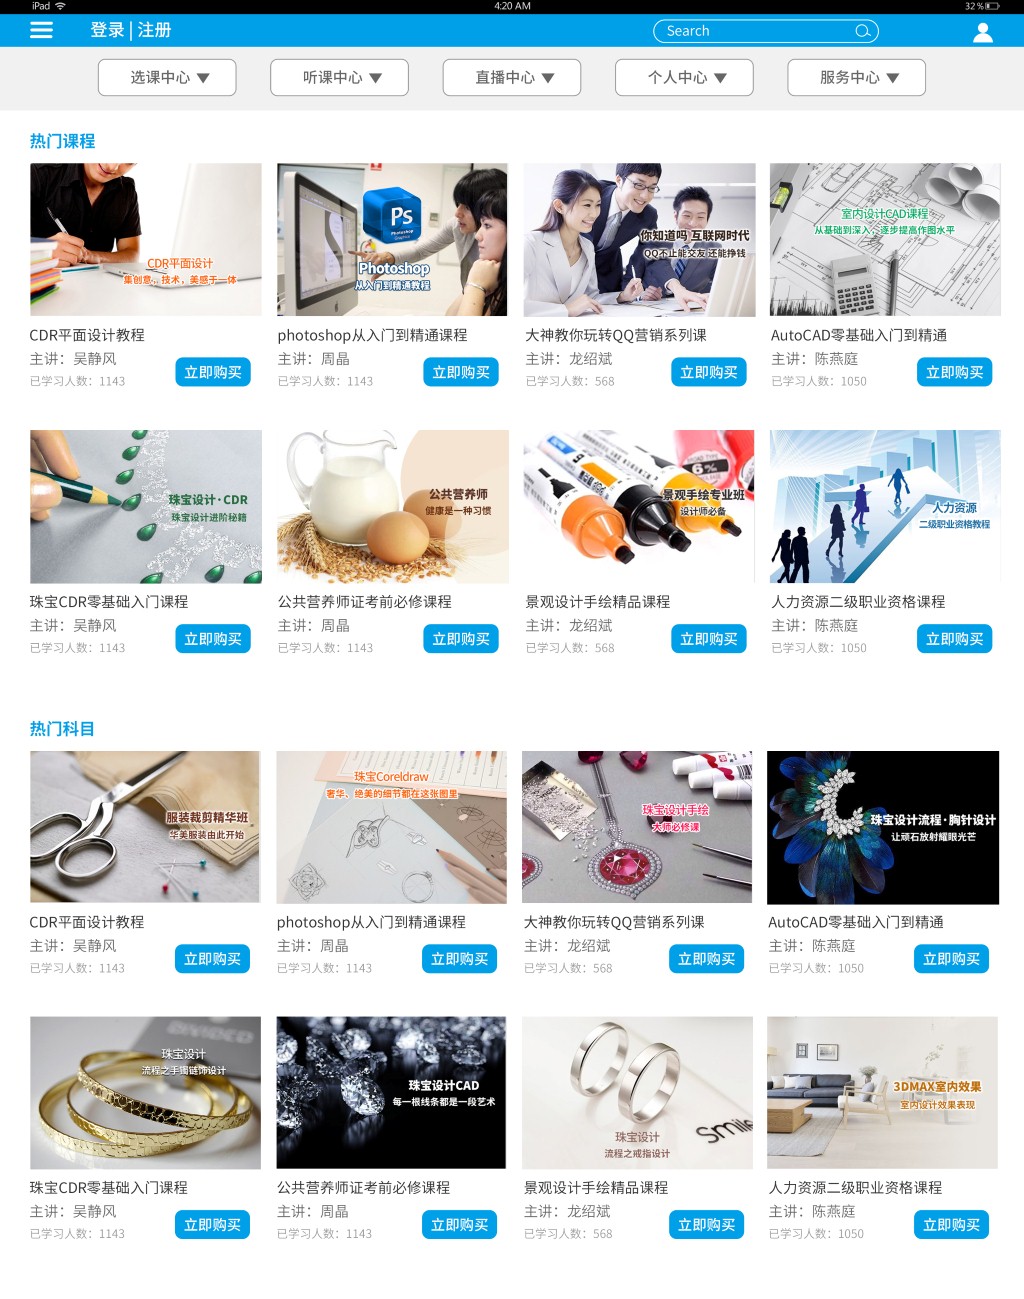 iPad
4:20 AM
32%
登录 | 注册
Search
选课中心
听课中心
直播中心
个人中心
服务中心
热门课程
CDR平面设计
集创意，技术，美感于一体
Ps
Photoshop
Photoshop
从入门到精通教程
你知道吗 互联网时代
QQ不止能交友 还能挣钱
室内设计CAD课程
从基础到深入，逐步提高作图水平
CDR平面设计教程
主讲：吴静风
已学习人数：1143
立即购买
photoshop从入门到精通课程
主讲：周晶
已学习人数：1143
立即购买
大神教你玩转QQ营销系列课
主讲：龙绍斌
已学习人数：568
立即购买
AutoCAD零基础入门到精通
主讲：陈燕庭
已学习人数：1050
立即购买
珠宝设计·CDR
珠宝设计进阶秘籍
公共营养师
健康是一种习惯
6%
景观手绘专业班
设计师必备
人力资源
二级职业资格教程
珠宝CDR零基础入门课程
主讲：吴静风
已学习人数：1143
立即购买
公共营养师证考前必修课程
主讲：周晶
已学习人数：1143
立即购买
景观设计手绘精品课程
主讲：龙绍斌
已学习人数：568
立即购买
人力资源二级职业资格课程
主讲：陈燕庭
已学习人数：1050
立即购买
热门科目
服装裁剪精华班
华美服装由此开始
珠宝Coreldraw
奢华、绝美的细节都在这张图里
珠宝设计手绘
大师必修课
珠宝设计流程·胸针设计
让顽石放射耀眼光芒
CDR平面设计教程
主讲：吴静风
已学习人数：1143
立即购买
photoshop从入门到精通课程
主讲：周晶
已学习人数：1143
立即购买
大神教你玩转QQ营销系列课
主讲：龙绍斌
已学习人数：568
立即购买
AutoCAD零基础入门到精通
主讲：陈燕庭
已学习人数：1050
立即购买
珠宝设计
流程之手镯链饰设计
珠宝设计CAD
每一根线条都是一段艺术
Smile
珠宝设计
流程之戒指设计
3DMAX室内效果
室内设计效果表现
珠宝CDR零基础入门课程
主讲：吴静风
已学习人数：1143
立即购买
公共营养师证考前必修课程
主讲：周晶
已学习人数：1143
立即购买
景观设计手绘精品课程
主讲：龙绍斌
已学习人数：568
立即购买
人力资源二级职业资格课程
主讲：陈燕庭
已学习人数：1050
立即购买